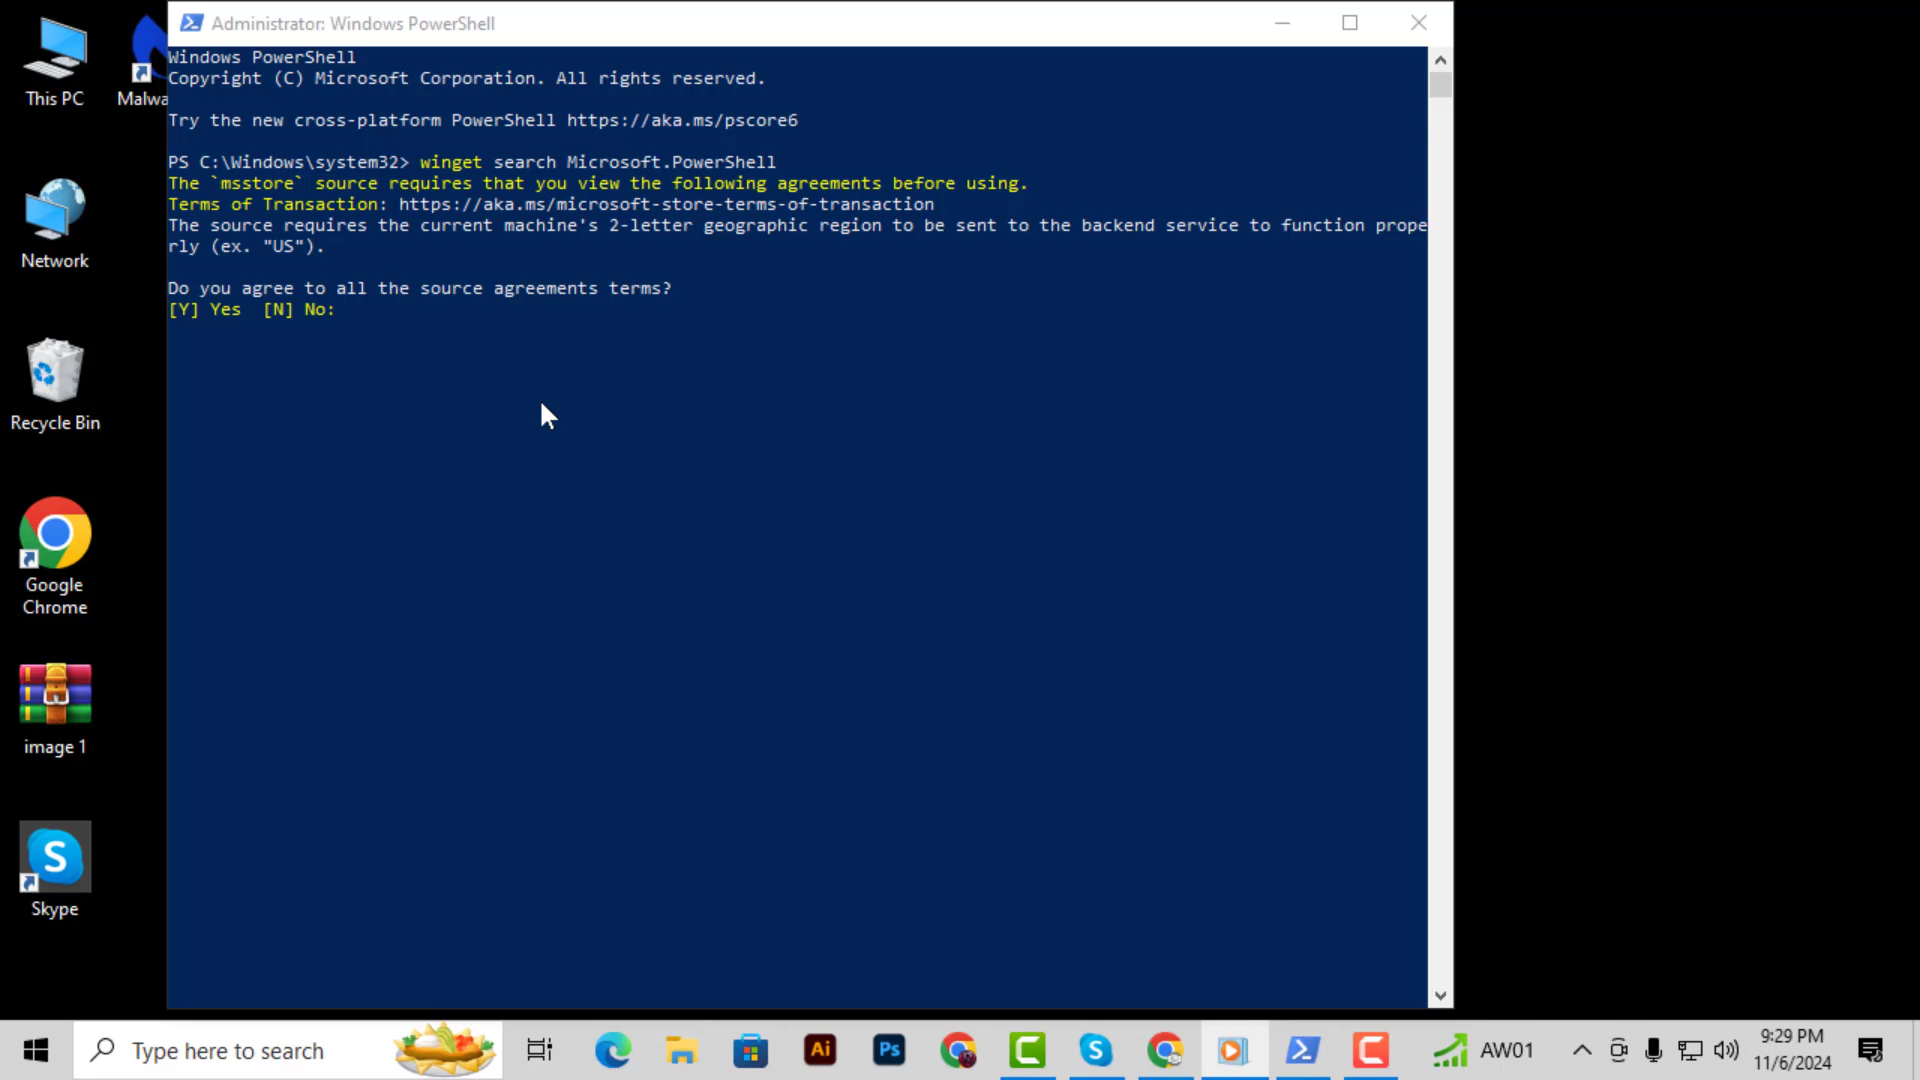 Administrator: Windows PowerShell
Windows PowerShell
Copyright (C) Microsoft Corporation. All rights reserved.
Try the new cross-platform PowerShell https://aka.ms/pscore6
PS C:\Windows\system32> winget search Microsoft.PowerShell
The `msstore` source requires that you view the following agreements before using.
Terms of Transaction: https://aka.ms/microsoft-store-terms-of-transaction
The source requires the current machine's 2-letter geographic region to be sent to the backend service to function prope
rly (ex. "US").
Do you agree to all the source agreements terms?
[Y] Yes  [N] No:
This PC
Malwa
Network
Recycle Bin
Google
Chrome
image 1
S
Skype
Type here to search
Ai
Ps
S
AW01
9:29 PM
11/6/2024